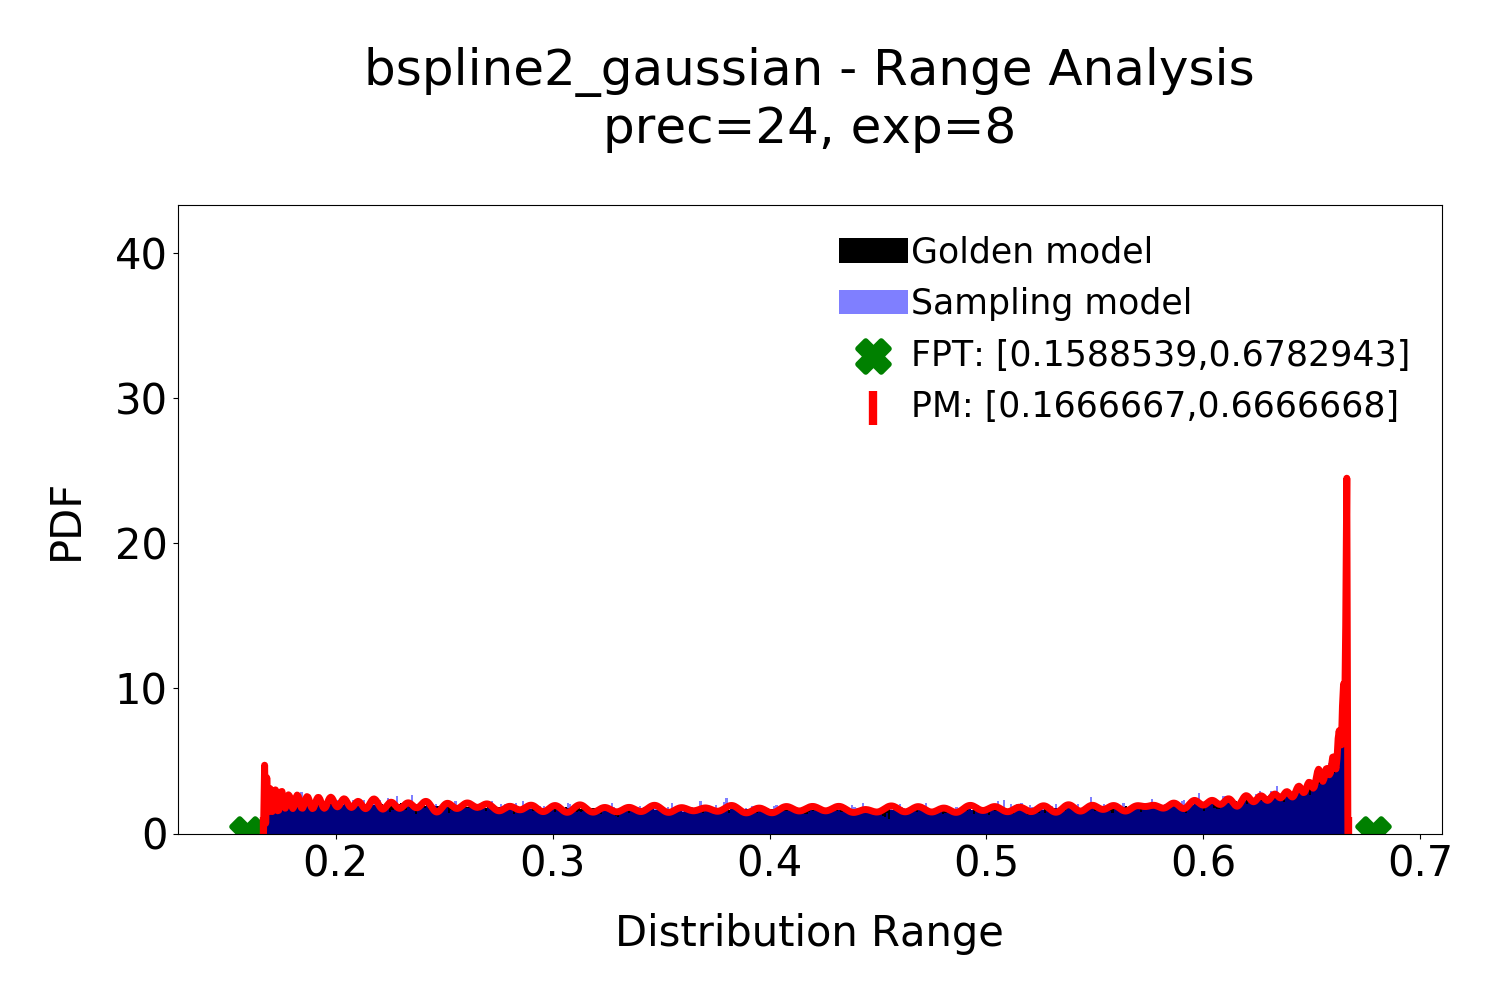 bspline2_gaussian - Range Analysis
prec=24, exp=8
40
30
20
10
0
PDF
Golden model
Sampling model
FPT: [0.1588539,0.6782943]
PM: [0.1666667,0.6666668]
0.2 0.3 0.4 0.5 0.6 0.7
Distribution Range